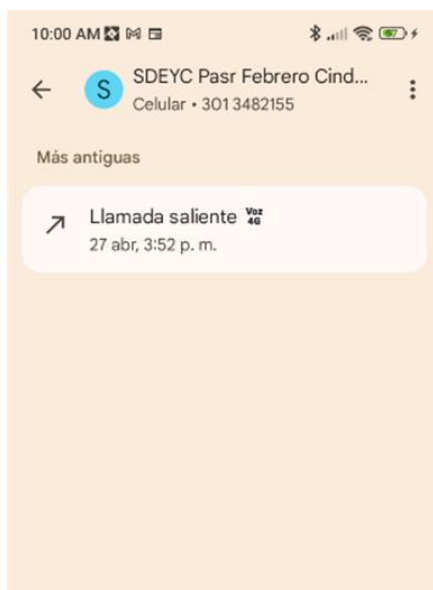 10:00 AM
S
SDEYC Pasr Febrero Cind...
Celular • 301 3482155
Más antiguas
Llamada saliente Voz 4G
27 abr, 3:52 p. m.